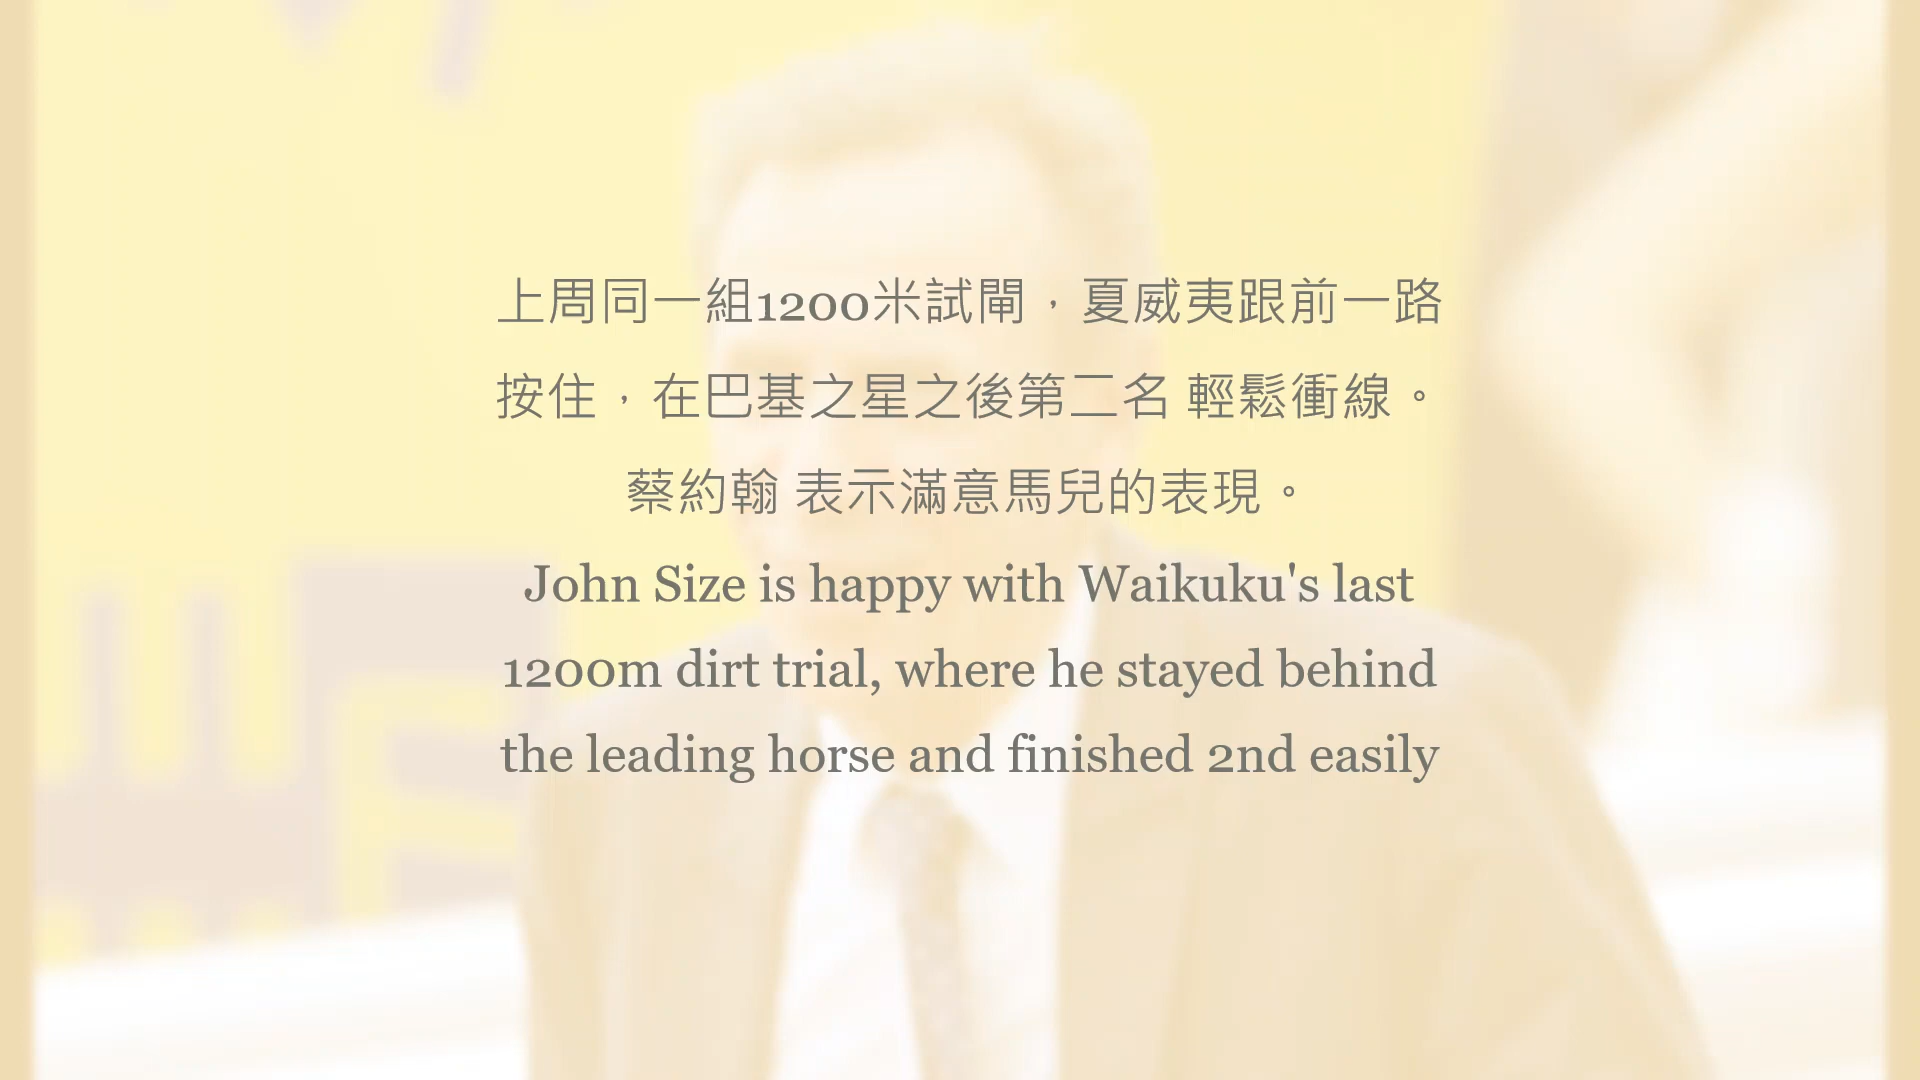 上周同一組1200米試閘，夏威夷跟前一路
按住，在巴基之星之後第二名 輕鬆衝線。
蔡約翰 表示滿意馬兒的表現。
John Size is happy with Waikuku's last
1200m dirt trial, where he stayed behind
the leading horse and finished 2nd easily